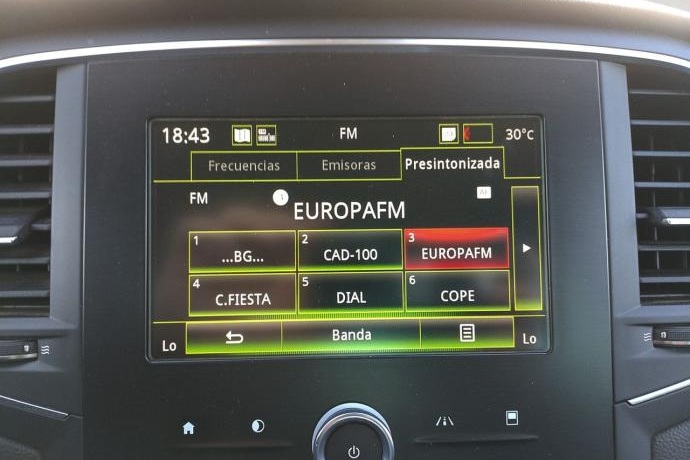 18:43 FM 30°C
Frecuencias Emisoras Presintonizada
FM
EUROPAFM
1 ...BG... 2 CAD-100 3 EUROPAFM
4 C.FIESTA 5 DIAL 6 COPE
Lo Banda Lo